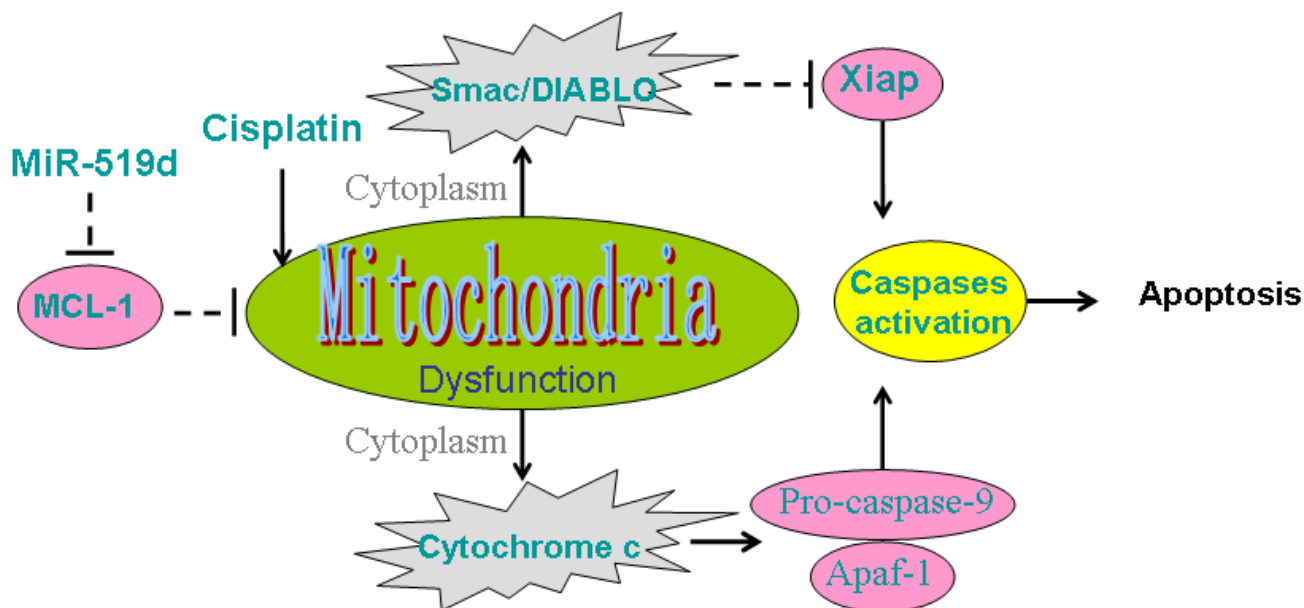 Smac/DIABLO
Xiap
Cisplatin
MiR-519d
Cytoplasm
MCL-1
Mitochondria
Dysfunction
Caspases
activation
Apoptosis
Cytoplasm
Cytochrome c
Pro-caspase-9
Apaf-1